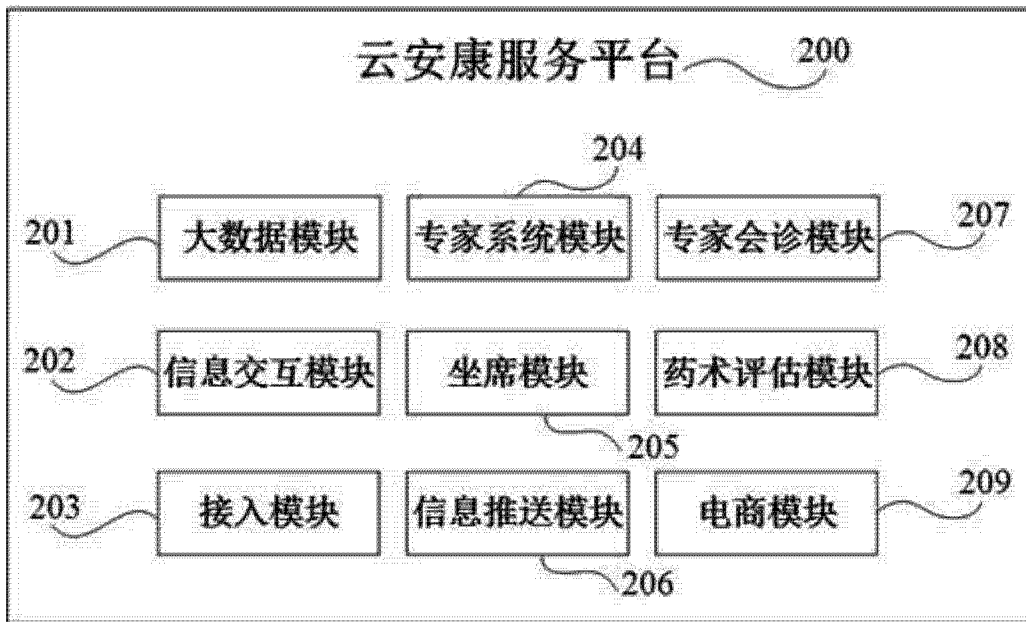 云安康服务平台 200
204
201 大数据模块 专家系统模块 专家会诊模块 207
202 信息交互模块 坐席模块 药术评估模块 208
205
203 接入模块 信息推送模块 电商模块 209
206